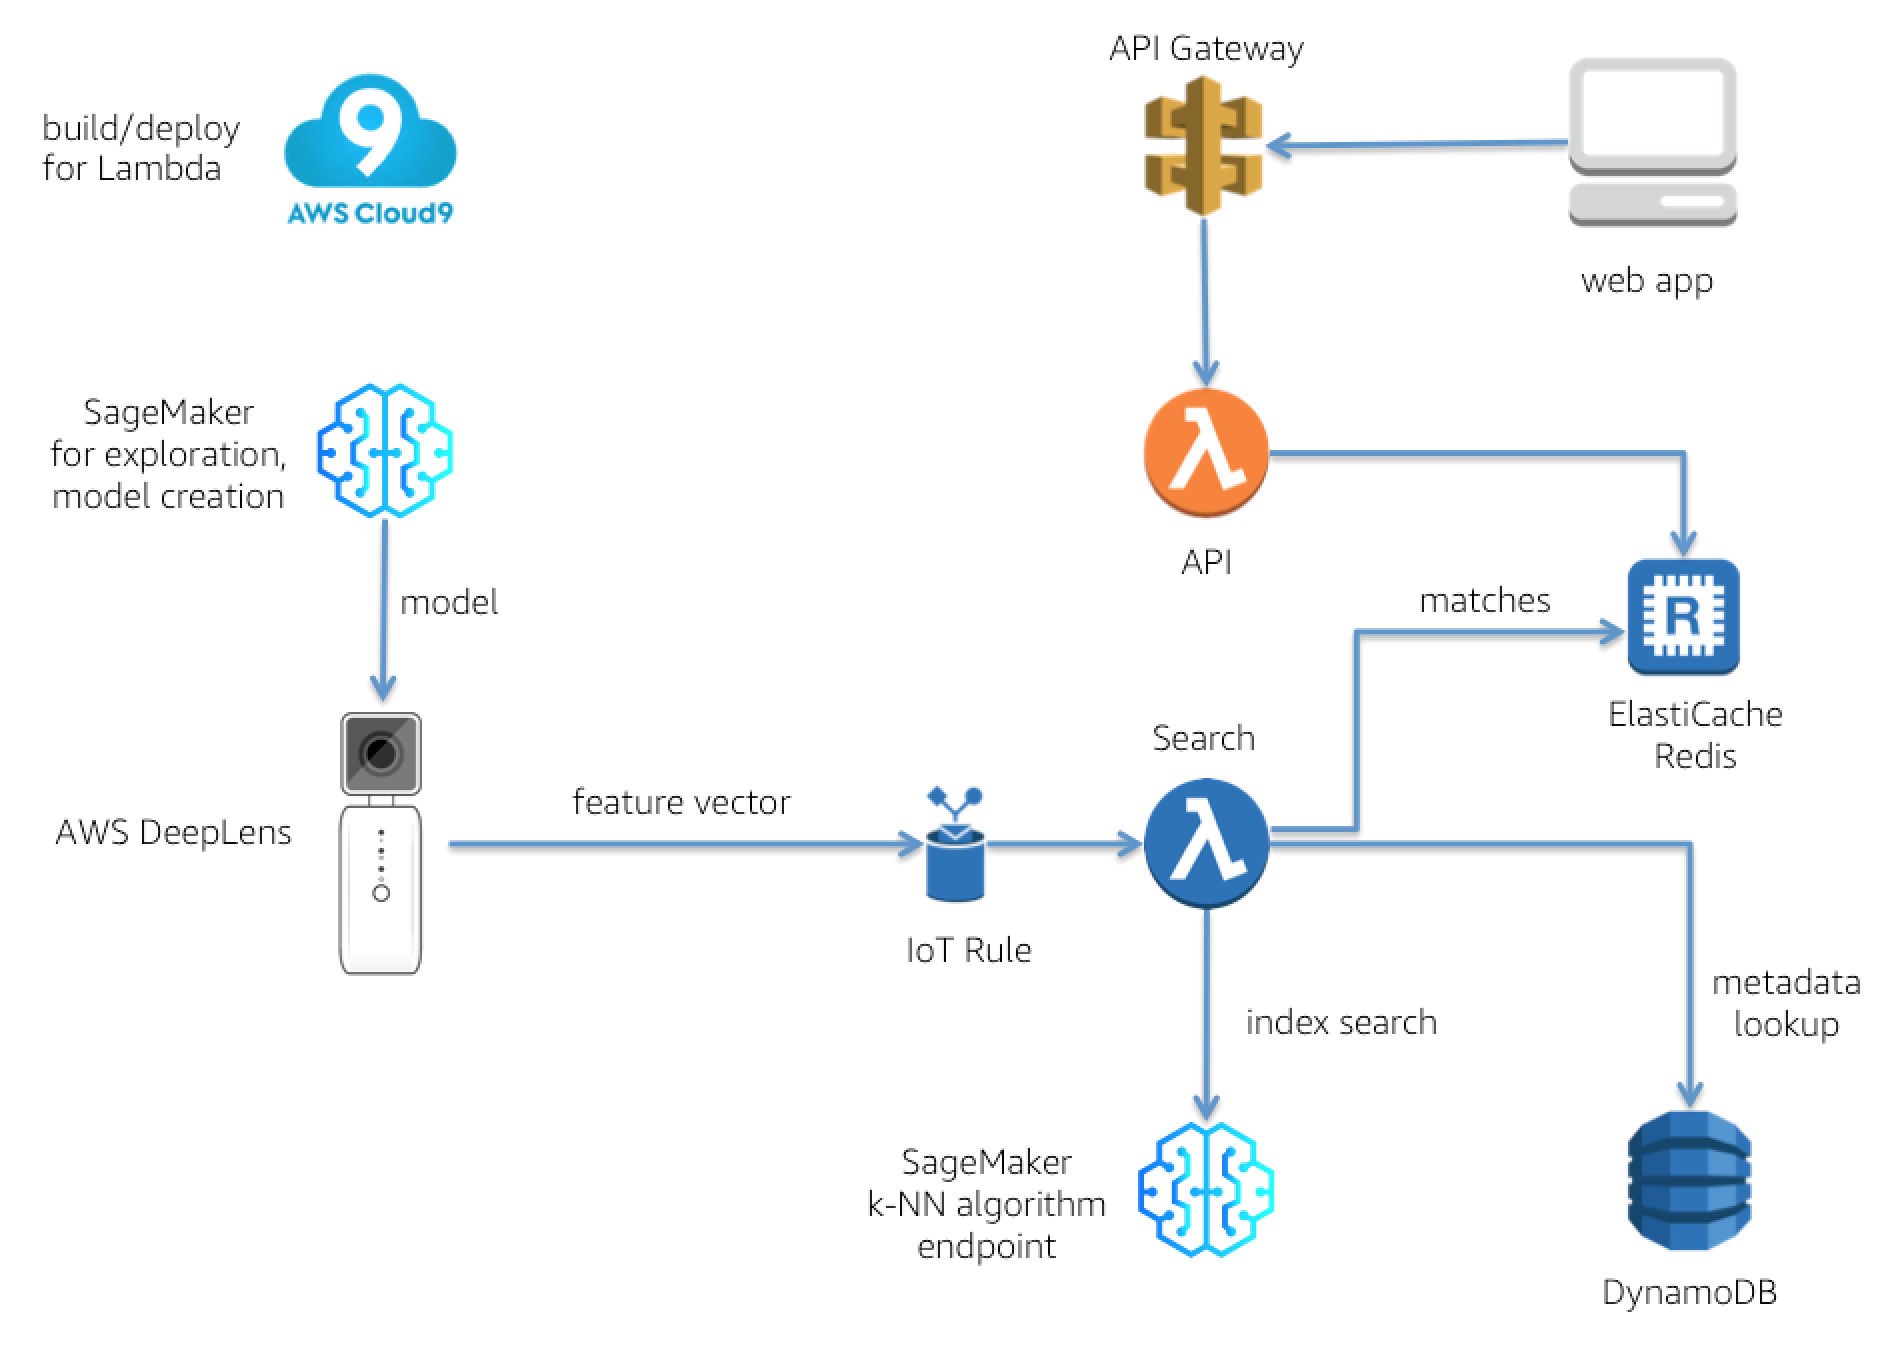 API Gateway
build/deploy
for Lambda
9
AWS Cloud9
web app
SageMaker
for exploration,
model creation
API
model
matches
R
ElastiCache
Redis
Search
feature vector
AWS DeepLens
IoT Rule
index search
metadata
lookup
SageMaker
k-NN algorithm
endpoint
DynamoDB